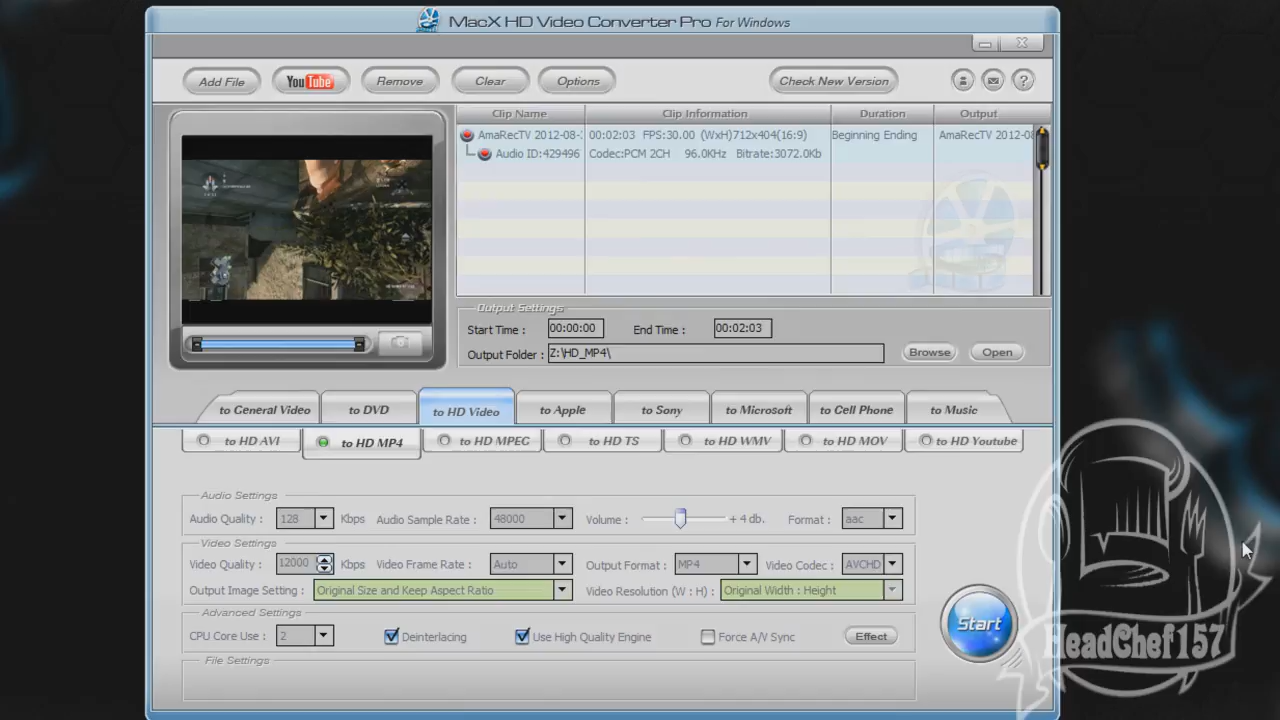 MacX HD Video Converter Pro For Windows
Add File
YouTube
Remove
Clear
Options
Check New Version
?
Clip Name
Clip Information
Duration
Output
AmaRecTV 2012-08-
00:02:03 FPS:30.00 (WxH)712x404(16:9)
Beginning Ending
AmaRecTV 2012-08
Audio ID:429496
Codec:PCM 2CH 96.0KHz Bitrate:3072.0Kb
Output Settings
Start Time : 00:00:00 End Time : 00:02:03
Output Folder : Z:\HD_MP4\ Browse Open
to General Video
to DVD
to HD Video
to Apple
to Sony
to Microsoft
to Cell Phone
to Music
to HD AVI
to HD MP4
to HD MPEC
to HD TS
to HD WMV
to HD MOV
to HD Youtube
Audio Settings
Audio Quality : 128 Kbps Audio Sample Rate : 48000 Volume : + 4 db. Format : aac
Video Settings
Video Quality : 12000 Kbps Video Frame Rate : Auto Output Format : MP4 Video Codec : AVCHD
Output Image Setting : Original Size and Keep Aspect Ratio Video Resolution (W : H) : Original Width : Height
Advanced Settings
CPU Core Use : 2 Deinterlacing Use High Quality Engine Force A/V Sync Effect
File Settings
Start
HeadChef157